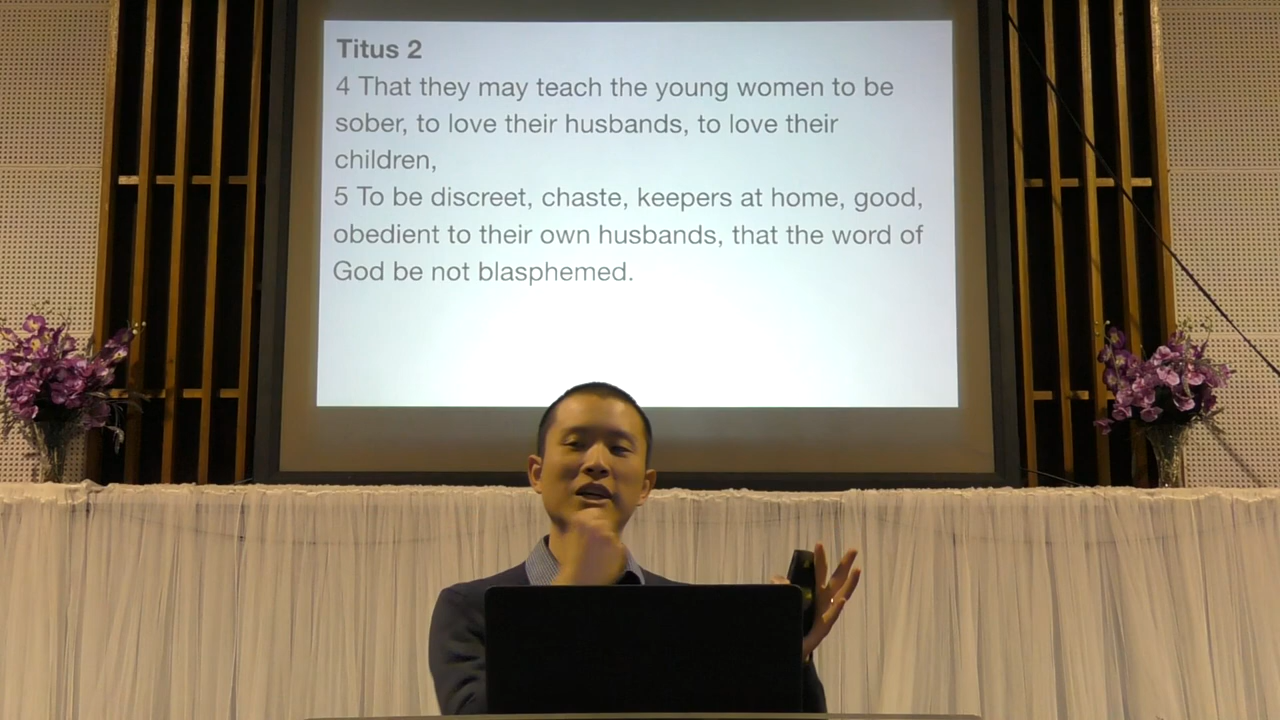 Titus 2
4 That they may teach the young women to be
sober, to love their husbands, to love their
children,
5 To be discreet, chaste, keepers at home, good,
obedient to their own husbands, that the word of
God be not blasphemed.